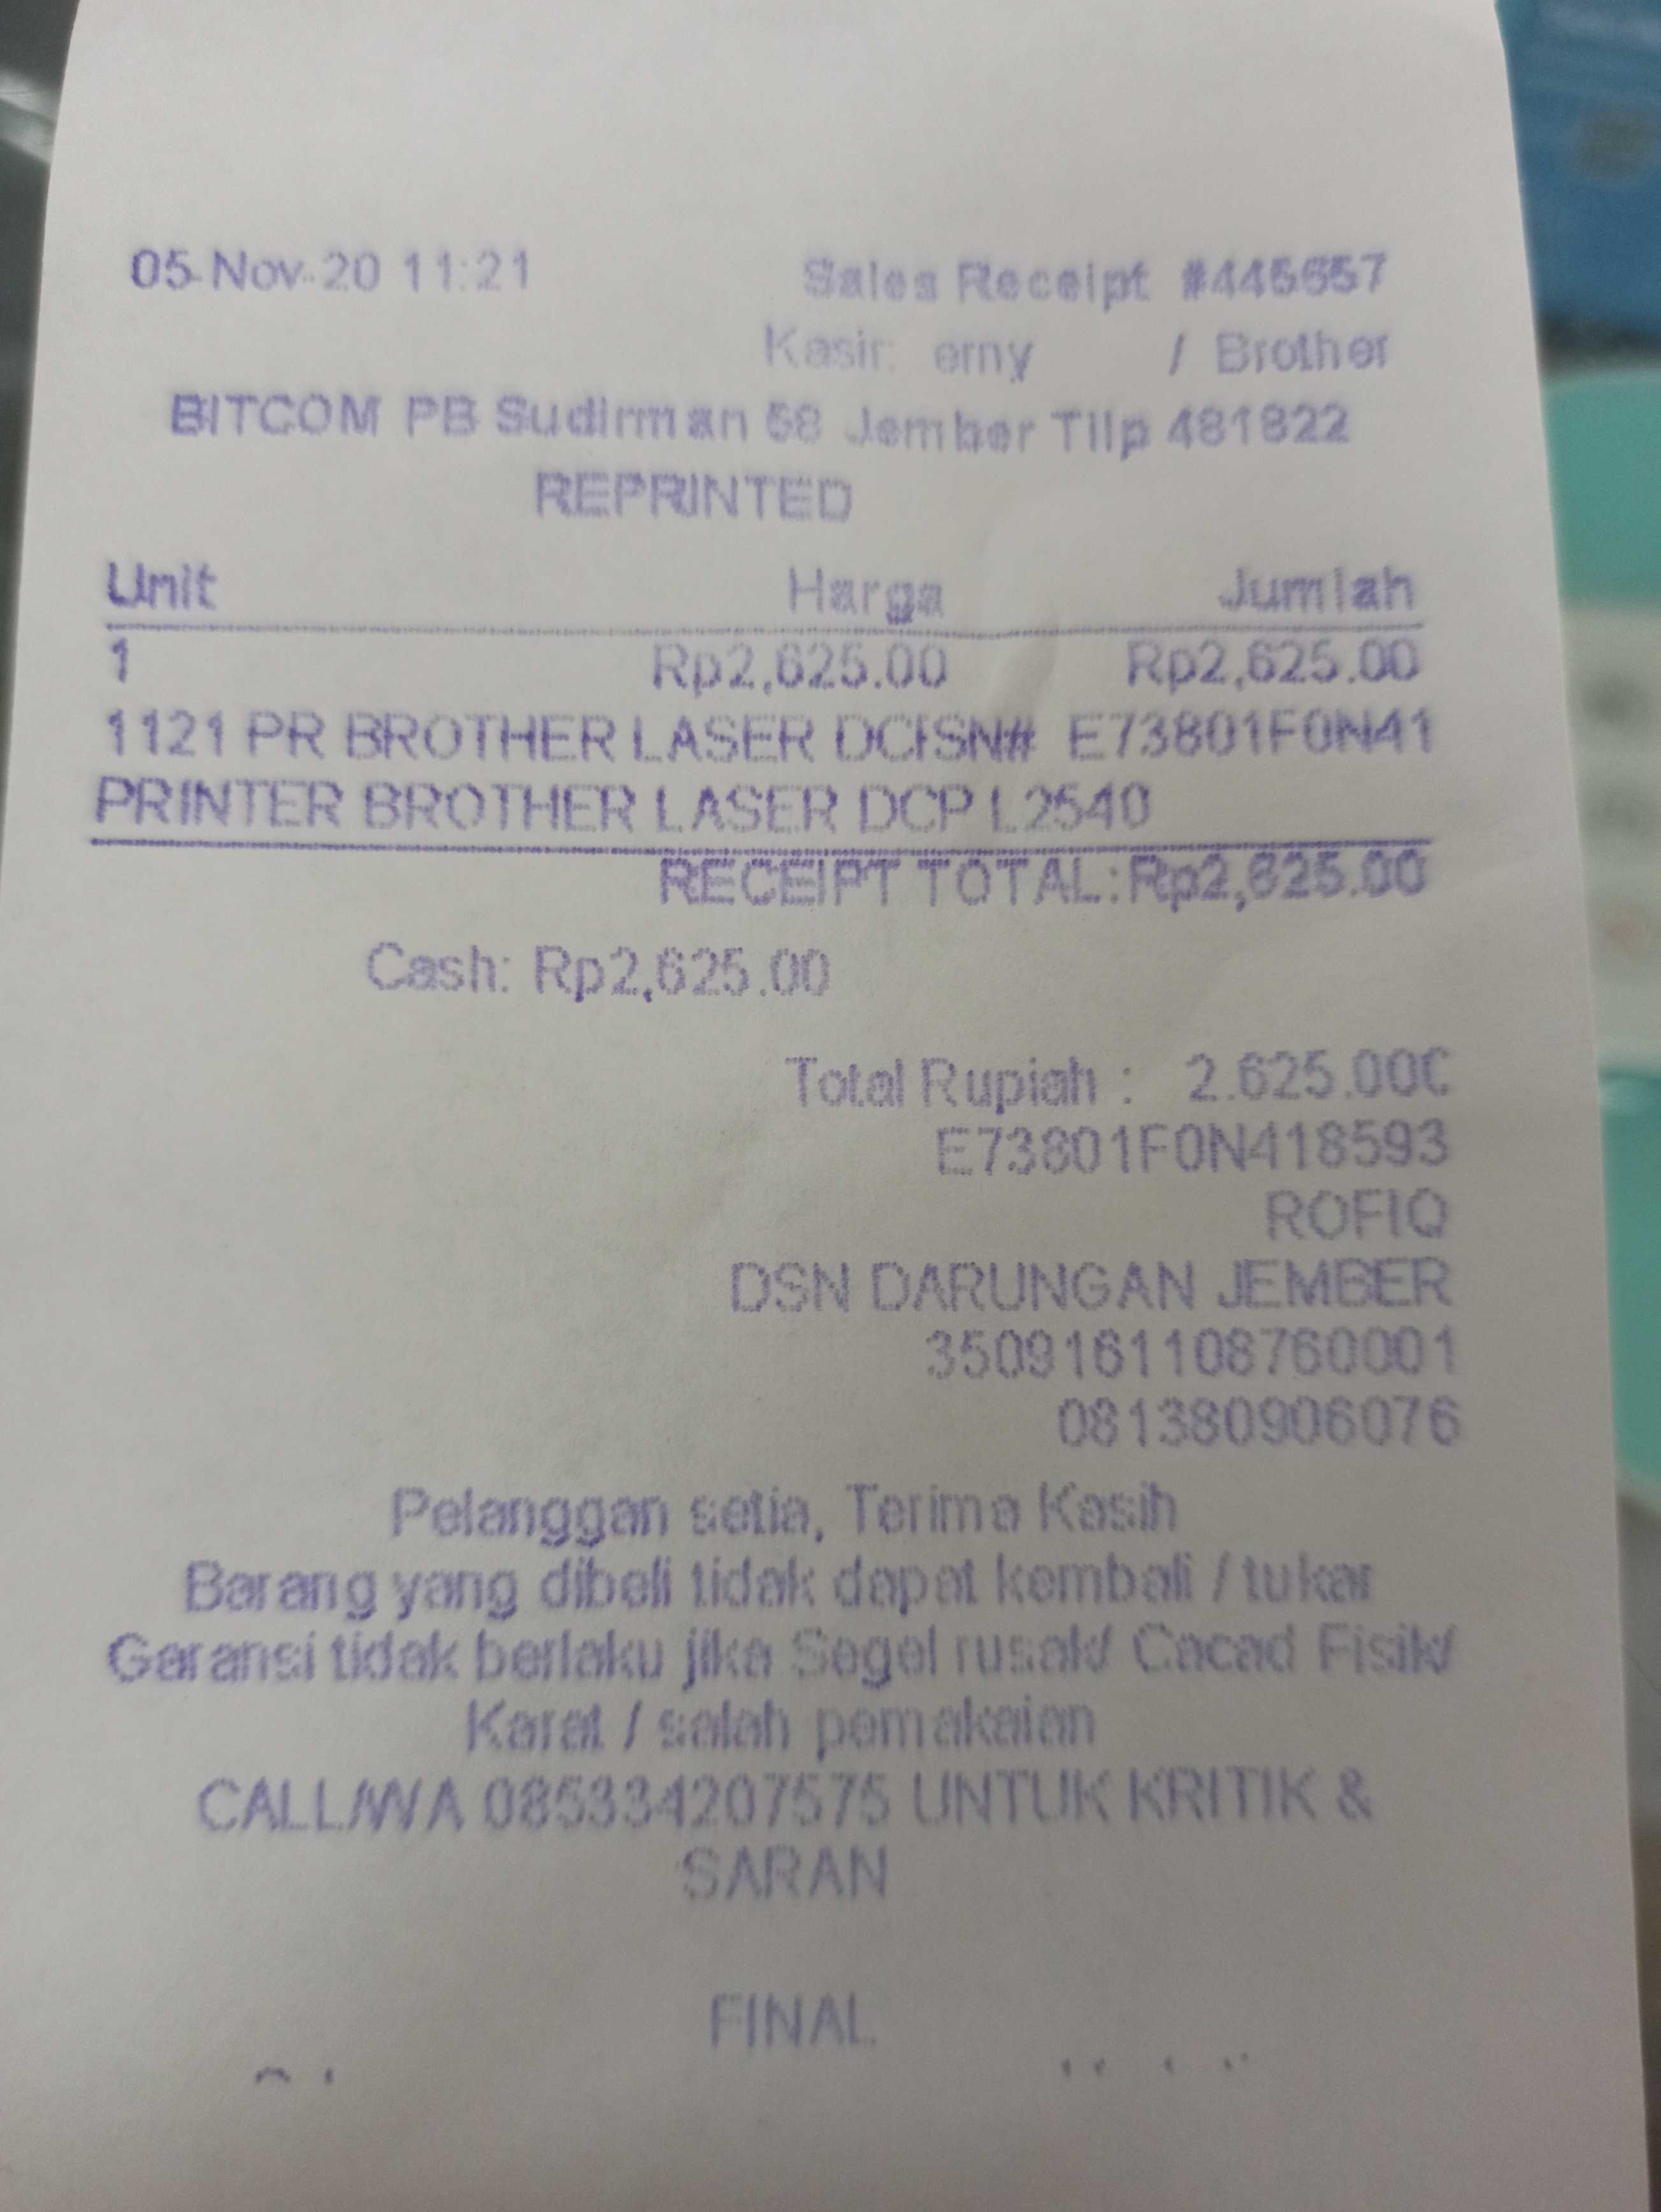 05-Nov-20 11:21 Sales Receipt #445657
Kasir: erny / Brother
BITCOM PB Sudirman 68 Jember Tilp 481822
REPRINTED
Unit Harga Jumlah
1 Rp2,625.00 Rp2,625.00
1121 PR BROTHER LASER DCISN# E73801F0N41
PRINTER BROTHER LASER DCP L2540
RECEIPT TOTAL: Rp2,625.00
Cash: Rp2,625.00
Total Rupiah : 2.625.000
E73801F0N418593
ROFIQ
DSN DARUNGAN JEMBER
3509161108760001
081380906076
Pelanggan setia, Terima Kasih
Barang yang dibeli tidak dapat kembali / tukar
Garansi tidak berlaku jika Segel rusak/ Cacad Fisik/
Karat / salah pemakaian
CALL/WA 085334207575 UNTUK KRITIK &
SARAN
FINAL